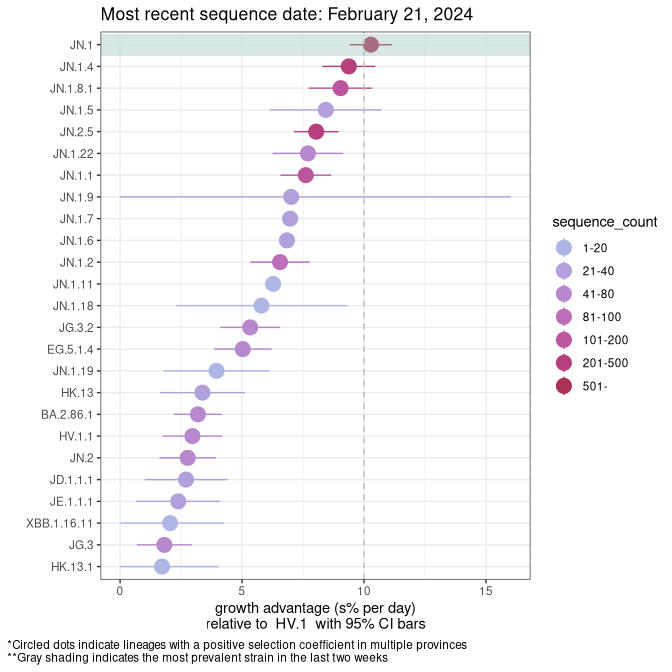 Most recent sequence date: February 21, 2024
JN.1
JN.1.4
JN.1.8.1
JN.1.5
JN.2.5
JN.1.22
JN.1.1
JN.1.9
JN.1.7
JN.1.6
JN.1.2
JN.1.11
JN.1.18
JG.3.2
EG.5.1.4
JN.1.19
HK.13
BA.2.86.1
HV.1.1
JN.2
JD.1.1.1
JE.1.1.1
XBB.1.16.11
JG.3
HK.13.1
0 5 10 15
growth advantage (s% per day)
relative to HV.1 with 95% CI bars
sequence_count
1-20
21-40
41-80
81-100
101-200
201-500
501-
*Circled dots indicate lineages with a positive selection coefficient in multiple provinces
**Gray shading indicates the most prevalent strain in the last two weeks